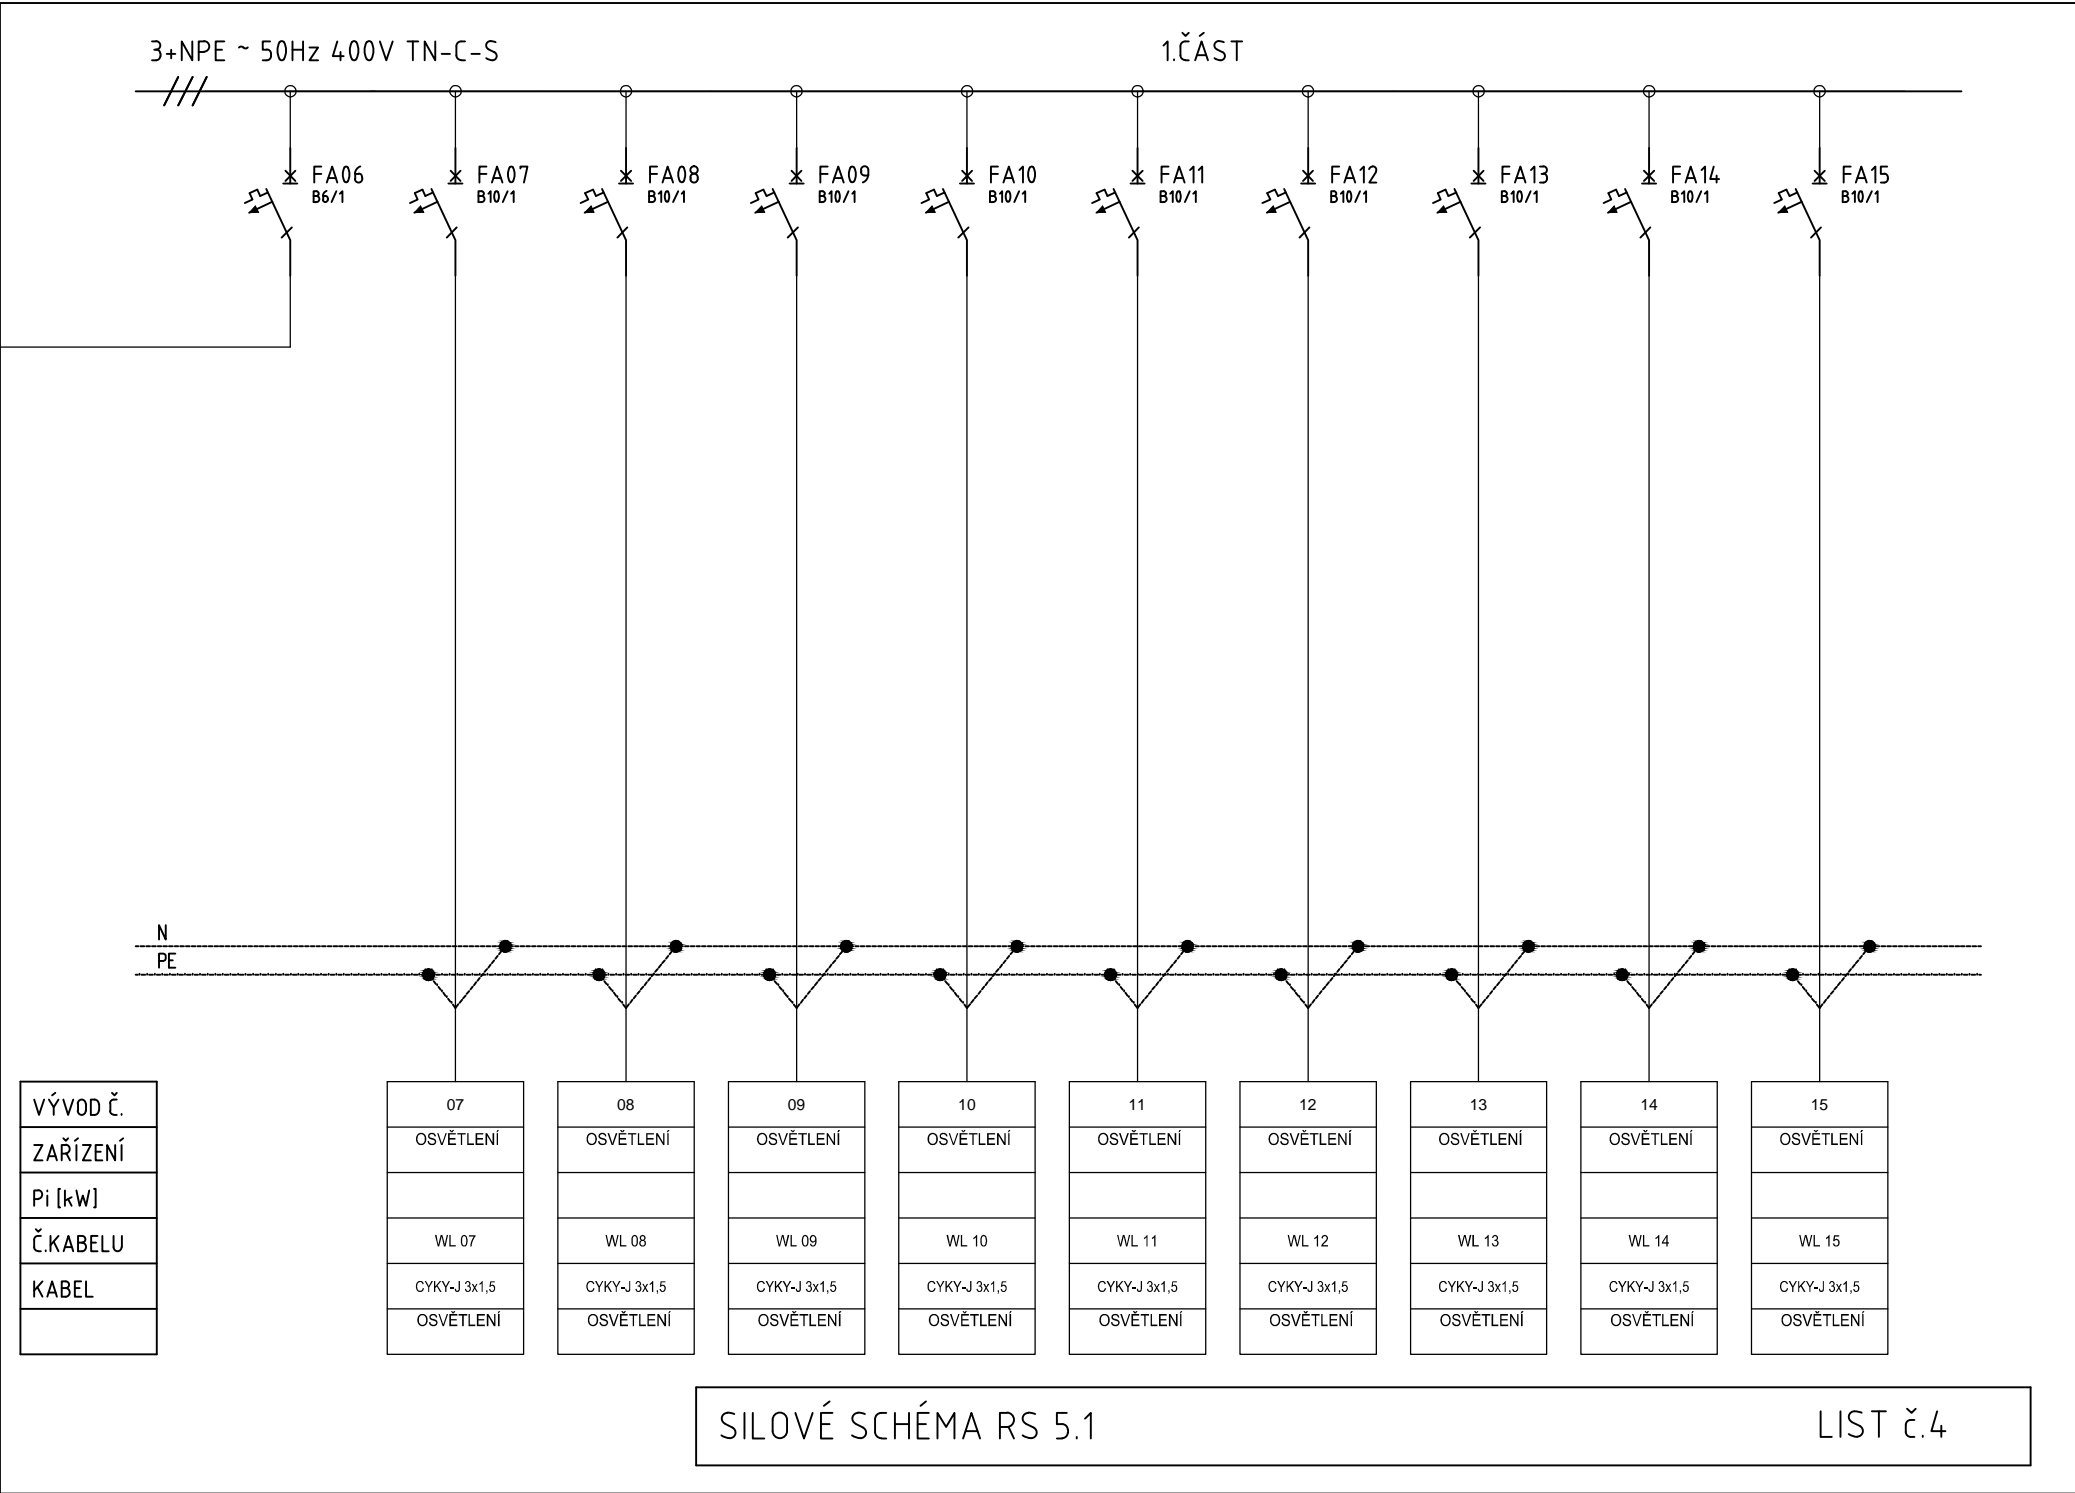 3+NPE ~ 50Hz 400V TN-C-S
1.ČÁST
FA06 FA07 FA08 FA09 FA10 FA11 FA12 FA13 FA14 FA15
B6/1 B10/1 B10/1 B10/1 B10/1 B10/1 B10/1 B10/1 B10/1 B10/1
N
PE
VÝVOD Č. 07 08 09 10 11 12 13 14 15
ZAŘÍZENÍ OSVĚTLENÍ OSVĚTLENÍ OSVĚTLENÍ OSVĚTLENÍ OSVĚTLENÍ OSVĚTLENÍ OSVĚTLENÍ OSVĚTLENÍ OSVĚTLENÍ
Pi [kW]
Č.KABELU WL 07 WL 08 WL 09 WL 10 WL 11 WL 12 WL 13 WL 14 WL 15
KABEL CYKY-J 3x1,5 CYKY-J 3x1,5 CYKY-J 3x1,5 CYKY-J 3x1,5 CYKY-J 3x1,5 CYKY-J 3x1,5 CYKY-J 3x1,5 CYKY-J 3x1,5 CYKY-J 3x1,5
OSVĚTLENÍ OSVĚTLENÍ OSVĚTLENÍ OSVĚTLENÍ OSVĚTLENÍ OSVĚTLENÍ OSVĚTLENÍ OSVĚTLENÍ OSVĚTLENÍ
SILOVÉ SCHÉMA RS 5.1
LIST č.4